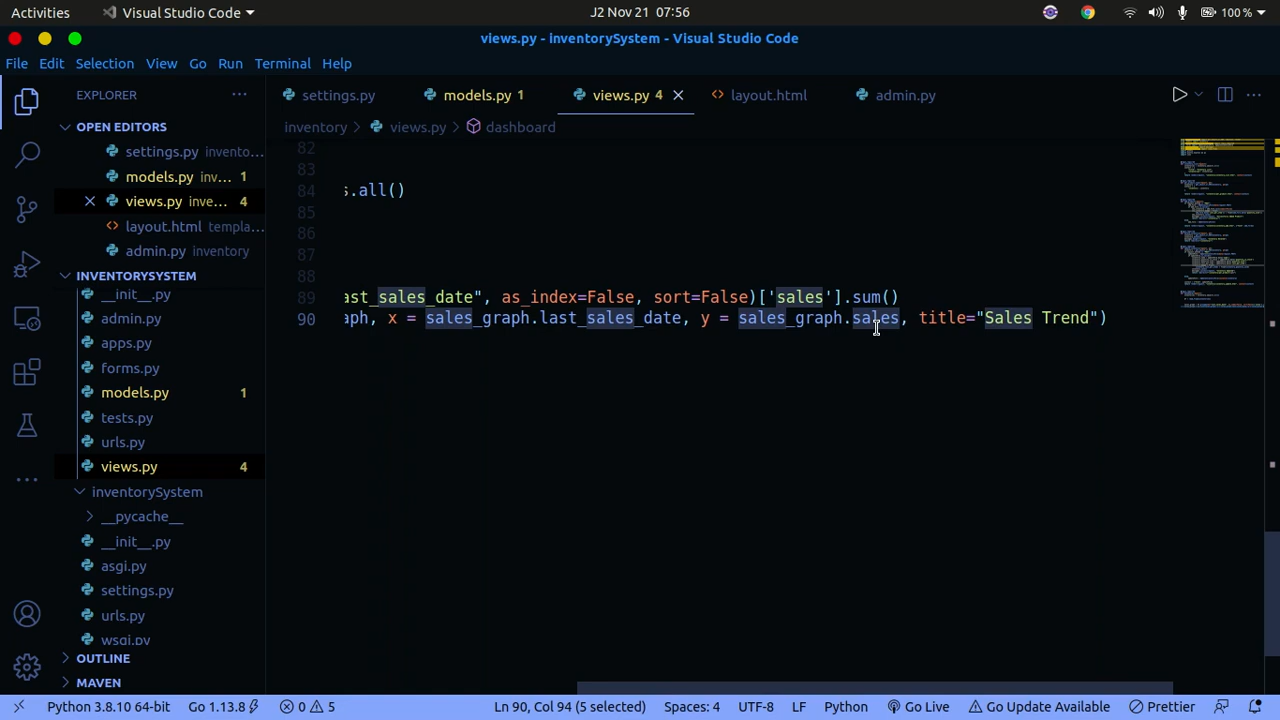 Activities Visual Studio Code J2 Nov 21 07:56 100 %
views.py - inventorySystem - Visual Studio Code
File Edit Selection View Go Run Terminal Help
EXPLORER settings.py models.py 1 views.py 4 layout.html admin.py
OPEN EDITORS inventory > views.py > dashboard
settings.py invento...
models.py inv... 1
views.py inve... 4
layout.html templa...
admin.py inventory
INVENTORYSYSTEM
__init__.py
admin.py
apps.py
forms.py
models.py 1
tests.py
urls.py
views.py 4
inventorySystem
__pycache__
__init__.py
asgi.py
settings.py
urls.py
wsgi.py
OUTLINE
MAVEN
82
83
84 s.all()
85
86
87
88
89 ast_sales_date", as_index=False, sort=False)['sales'].sum()
90 aph, x = sales_graph.last_sales_date, y = sales_graph.sales, title="Sales Trend")
Python 3.8.10 64-bit Go 1.13.8 0 5 Ln 90, Col 94 (5 selected) Spaces: 4 UTF-8 LF Python Go Live Go Update Available Prettier